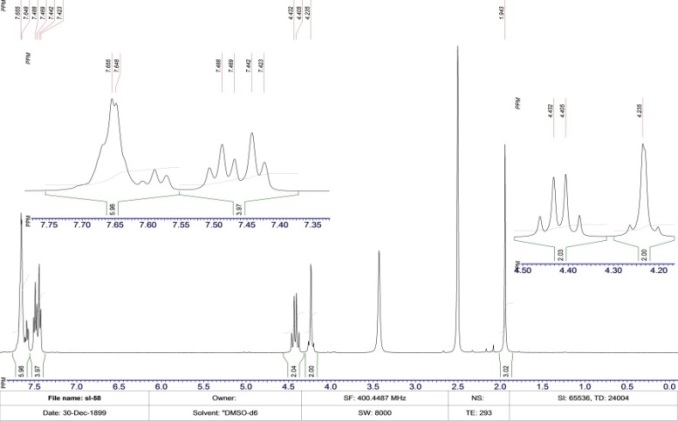 PPM
7.655
7.648
7.488
7.469
7.442
7.423
4.432
4.405
4.235
1.943
PPM
7.655
7.648
7.488
7.469
7.442
7.423
5.98
3.97
PPM
7.75 7.70 7.65 7.60 7.55 7.50 7.45 7.40 7.35
PPM
4.432
4.405
4.235
2.03
2.00
PPM
4.50 4.40 4.30 4.20
5.96
3.97
2.04
2.00
3.02
PPM
7.5 7.0 6.5 6.0 5.5 5.0 4.5 4.0 3.5 3.0 2.5 2.0 1.5 1.0 0.5 0.0
File name: sl-58 Owner: SF: 400.4487 MHz NS: SI: 65536, TD: 24004
Date: 30-Dec-1899 Solvent: "DMSO-d6 SW: 8000 TE: 293